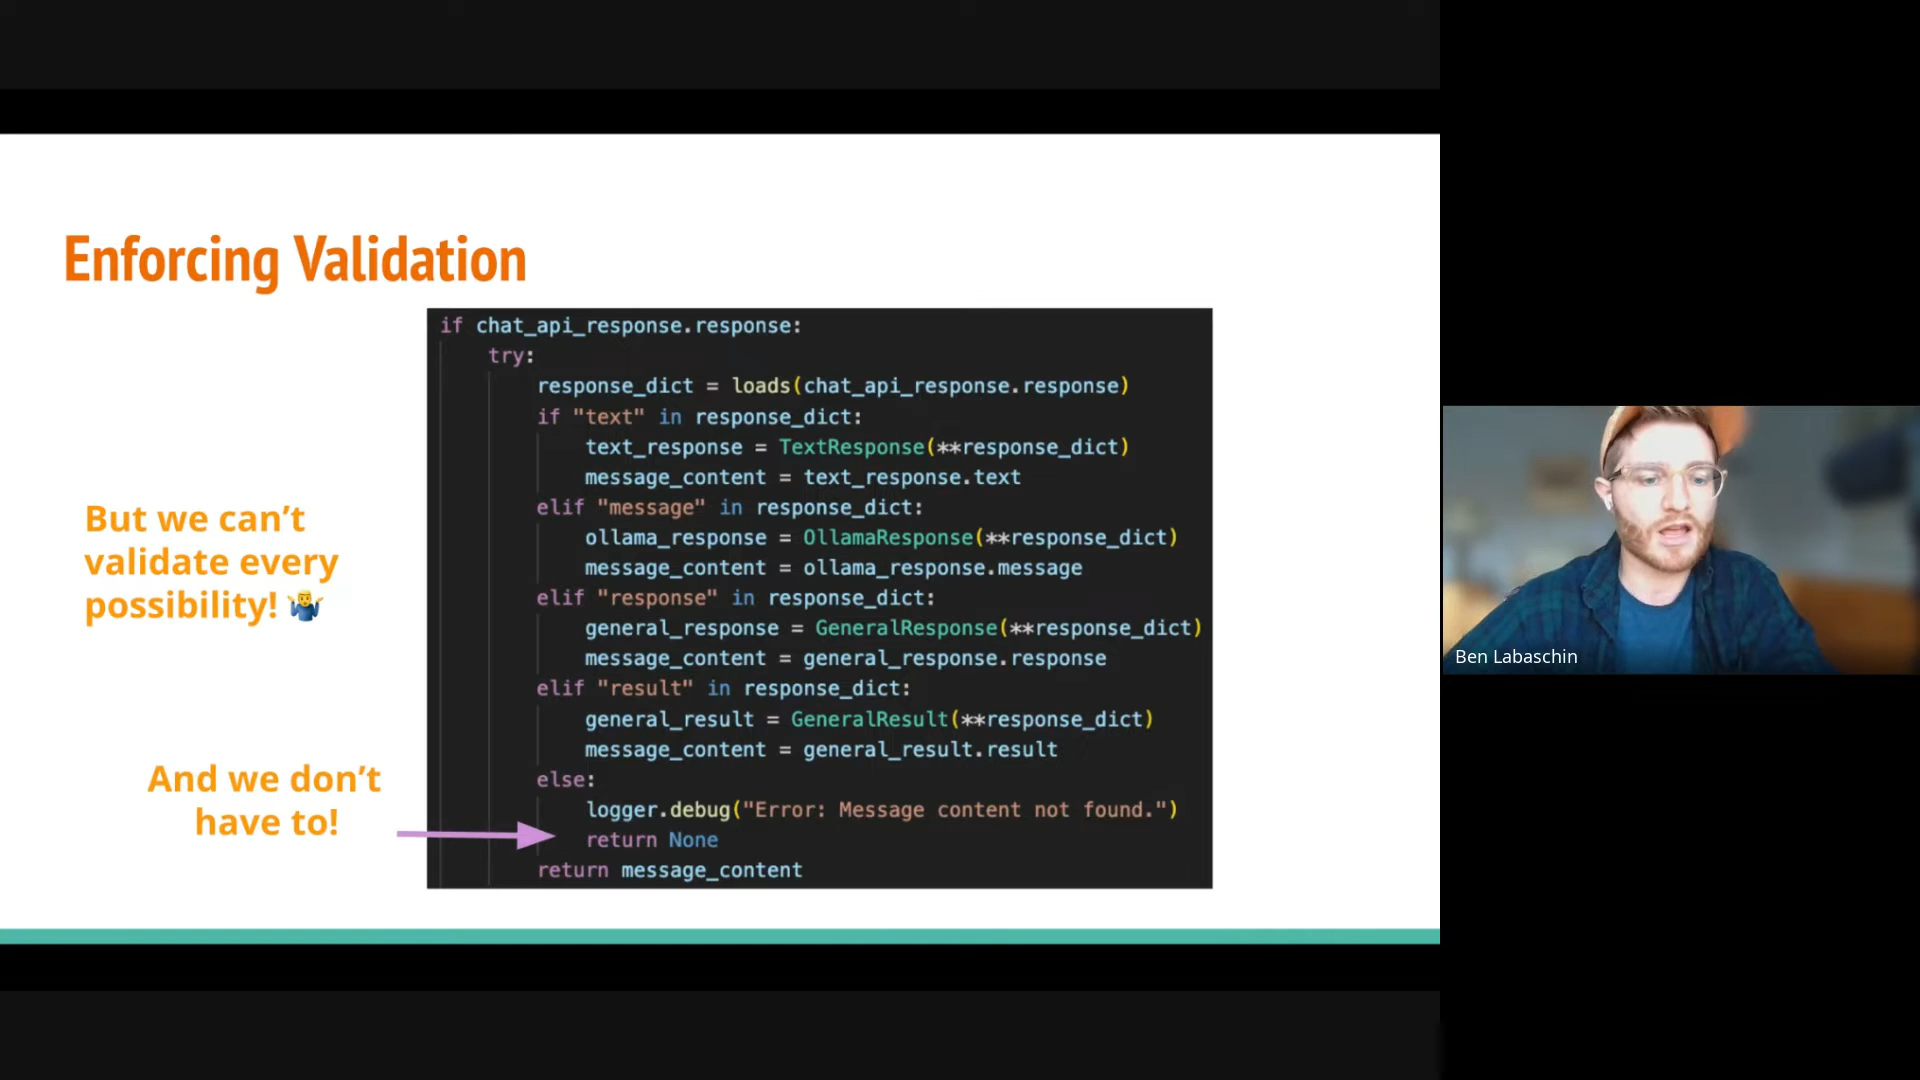 Enforcing Validation
if chat_api_response.response:
try:
response_dict = loads(chat_api_response.response)
if "text" in response_dict:
text_response = TextResponse(**response_dict)
message_content = text_response.text
elif "message" in response_dict:
ollama_response = OllamaResponse(**response_dict)
message_content = ollama_response.message
elif "response" in response_dict:
general_response = GeneralResponse(**response_dict)
message_content = general_response.response
elif "result" in response_dict:
general_result = GeneralResult(**response_dict)
message_content = general_result.result
else:
logger.debug("Error: Message content not found.")
return None
return message_content
But we can’t
validate every
possibility! 🤷‍♂️
And we don’t
have to!
Ben Labaschin